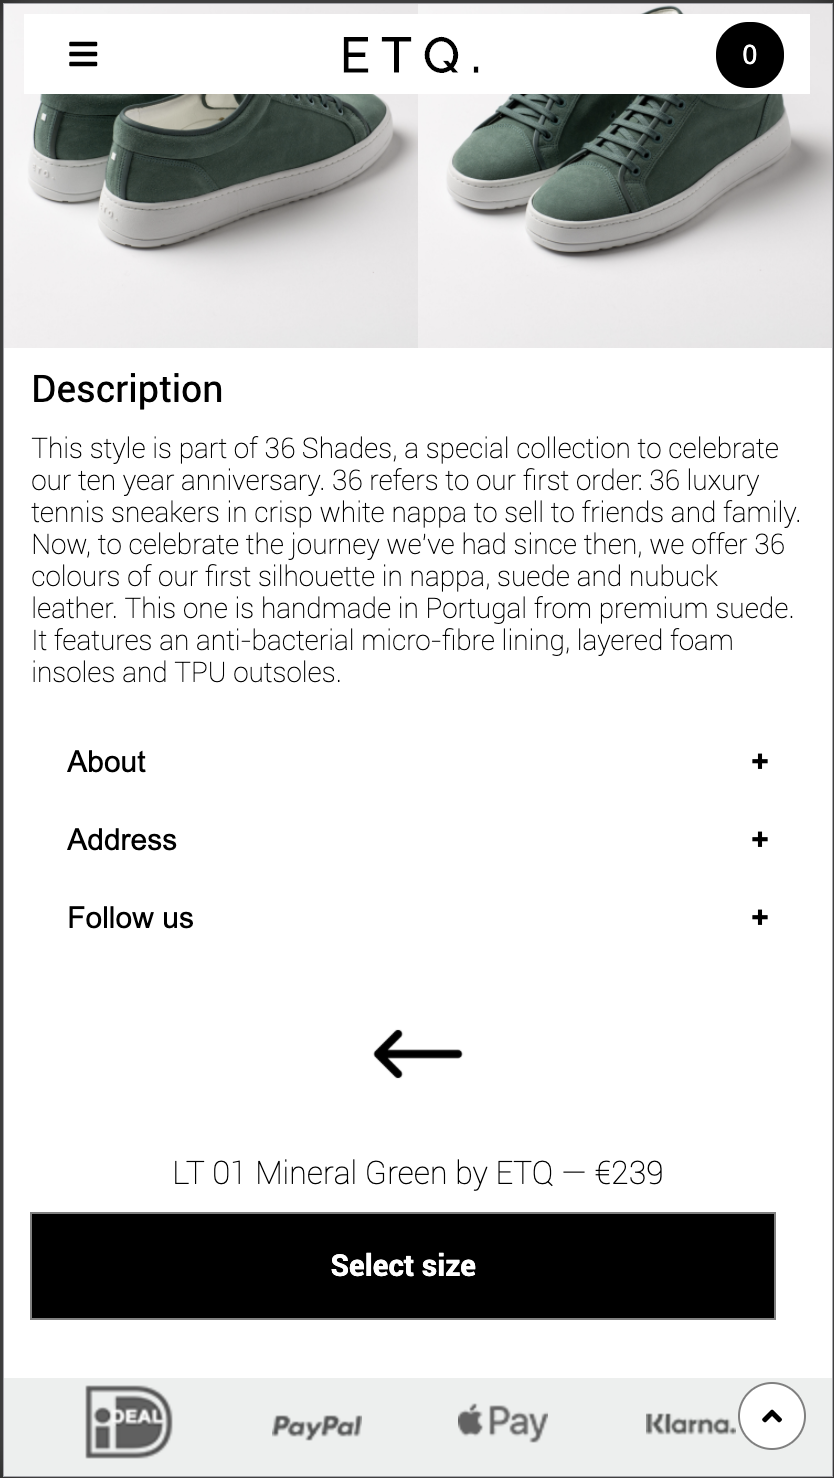 ETQ.
0
Description
This style is part of 36 Shades, a special collection to celebrate
our ten year anniversary. 36 refers to our first order: 36 luxury
tennis sneakers in crisp white nappa to sell to friends and family.
Now, to celebrate the journey we've had since then, we offer 36
colours of our first silhouette in nappa, suede and nubuck
leather. This one is handmade in Portugal from premium suede.
It features an anti-bacterial micro-fibre lining, layered foam
insoles and TPU outsoles.
About +
Address +
Follow us +
LT 01 Mineral Green by ETQ — €239
Select size
iDEAL PayPal Pay Klarna.